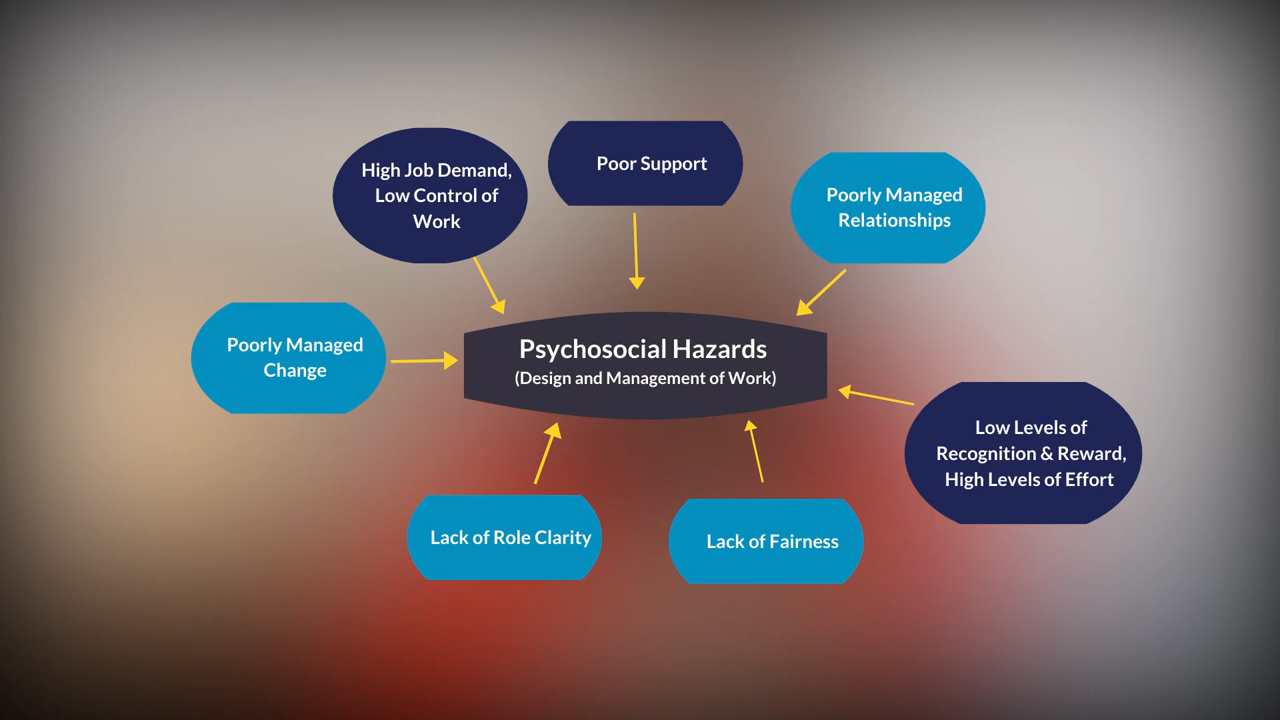 High Job Demand,
Low Control of
Work
Poor Support
Poorly Managed
Relationships
Poorly Managed
Change
Psychosocial Hazards
(Design and Management of Work)
Low Levels of
Recognition & Reward,
High Levels of Effort
Lack of Role Clarity
Lack of Fairness